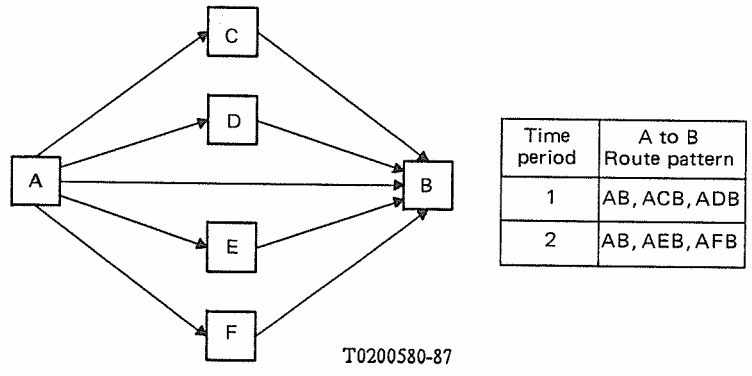 C
D
A
B
E
F
Time period
A to B Route pattern
1
AB, ACB, ADB
2
AB, AEB, AFB
T0200580-87